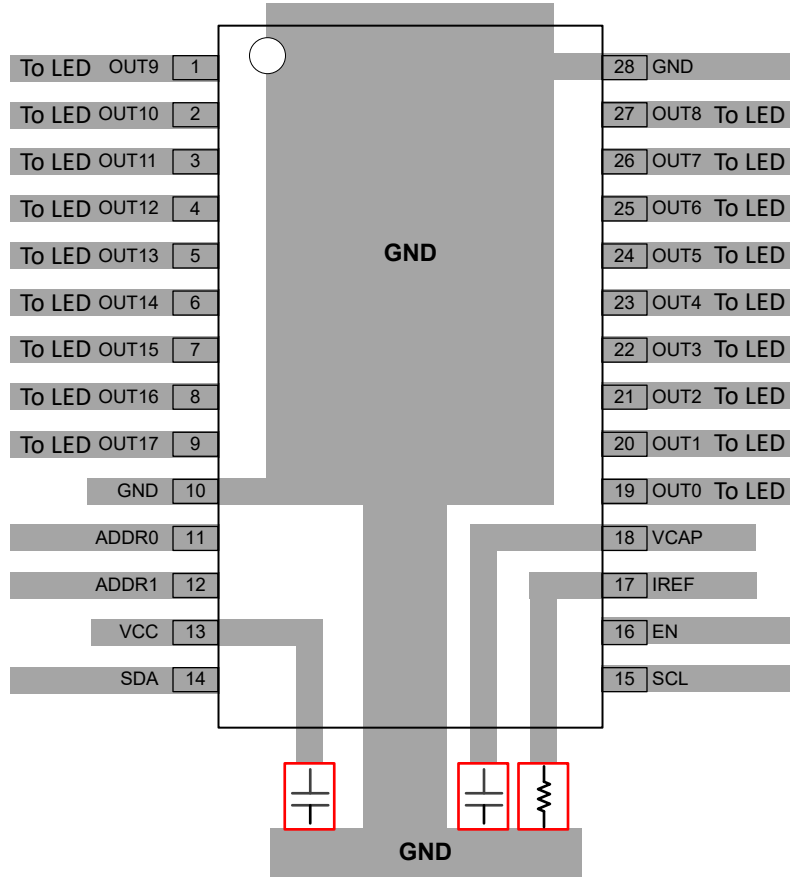 To LED OUT9 1 28 GND
To LED OUT10 2 27 OUT8 To LED
To LED OUT11 3 26 OUT7 To LED
To LED OUT12 4 25 OUT6 To LED
To LED OUT13 5 GND 24 OUT5 To LED
To LED OUT14 6 23 OUT4 To LED
To LED OUT15 7 22 OUT3 To LED
To LED OUT16 8 21 OUT2 To LED
To LED OUT17 9 20 OUT1 To LED
GND 10 19 OUT0 To LED
ADDR0 11 18 VCAP
ADDR1 12 17 IREF
VCC 13 16 EN
SDA 14 15 SCL
GND